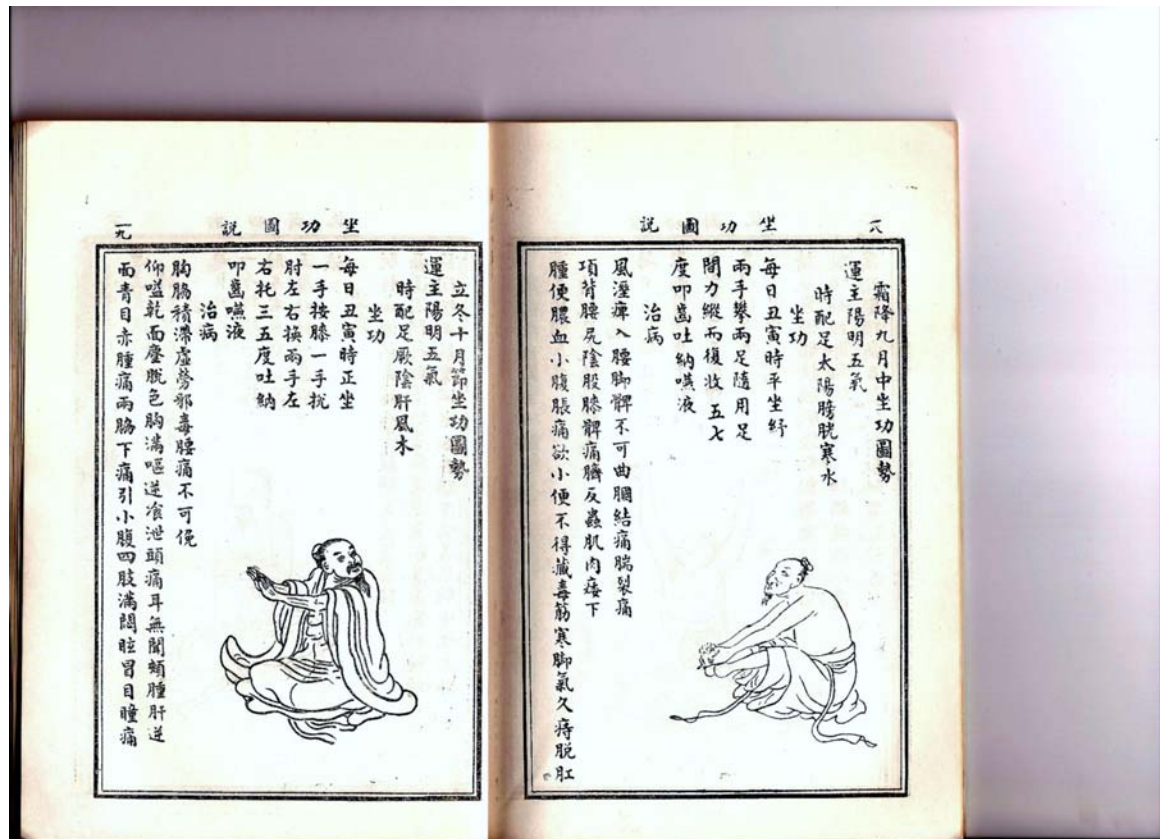 坐功圖說
一八
霜降九月中坐功圖勢
運主陽明五氣
時配足太陽膀胱寒水
坐功
每日丑寅時平坐紓
兩手攀兩足隨用足
間力縱而復收五七
度叩齒吐納嚥液
治病
風溼痺入腰脚髀不可曲膕結痛腨裂痛
項背腰尻陰股膝髀痛臍反蟲肌肉痿下
腫便膿血小腹脹痛欲小便不得藏毒筋寒脚氣久痔脫肛
坐功圖說
一九
立冬十月節坐功圖勢
運主陽明五氣
時配足厥陰肝風木
坐功
每日丑寅時正坐
一手按膝一手挽
肘左右換兩手左
右托三五度吐納
叩齒嚥液
治病
胸脇積滯虛勞邪毒腰痛不可俛
仰嗌乾面塵脫色胸滿嘔逆飧泄頭痛耳無聞頰腫肝逆
面青目赤腫痛兩脇下痛引小腹四肢滿悶眩冒目瞳痛